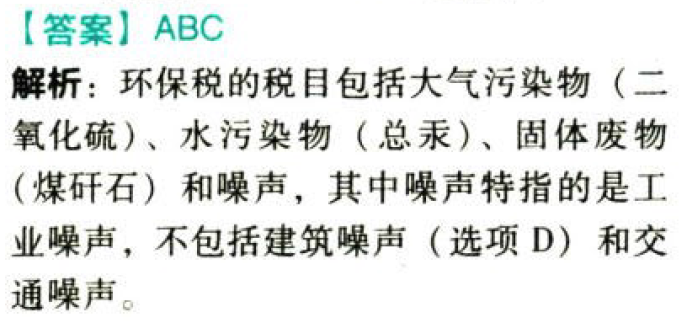 【答案】ABC
解析：环保税的税目包括大气污染物（二
氧化硫）、水污染物（总汞）、固体废物
（煤矸石）和噪声，其中噪声特指的是工
业噪声，不包括建筑噪声（选项 D）和交
通噪声。